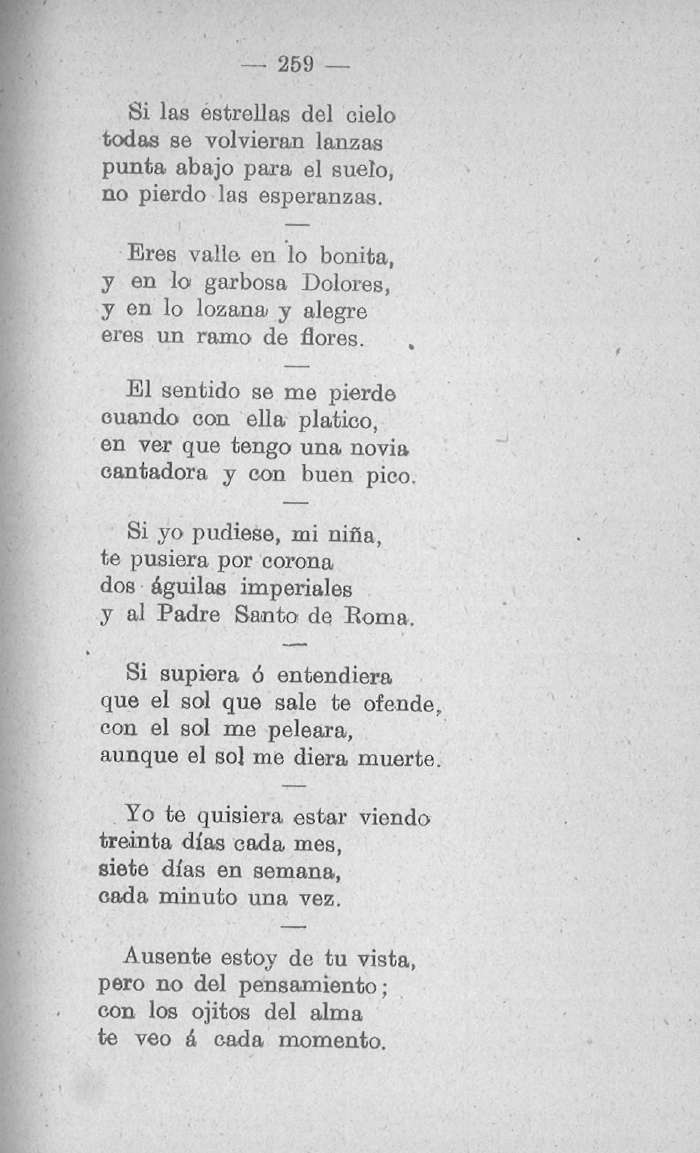 — 259 —
Si las estrellas del cielo
todas se volvieran lanzas
punta abajo para el suelo,
no pierdo las esperanzas.
—
Eres valle en lo bonita,
y en lo garbosa Dolores,
y en lo lozana y alegre
eres un ramo de flores.
—
El sentido se me pierde
cuando con ella platico,
en ver que tengo una novia
cantadora y con buen pico.
—
Si yo pudiese, mi niña,
te pusiera por corona
dos águilas imperiales
y al Padre Santo de Roma.
—
Si supiera ó entendiera
que el sol que sale te ofende,
con el sol me peleara,
aunque el sol me diera muerte.
—
Yo te quisiera estar viendo
treinta días cada mes,
siete días en semana,
cada minuto una vez.
—
Ausente estoy de tu vista,
pero no del pensamiento;
con los ojitos del alma
te veo á cada momento.